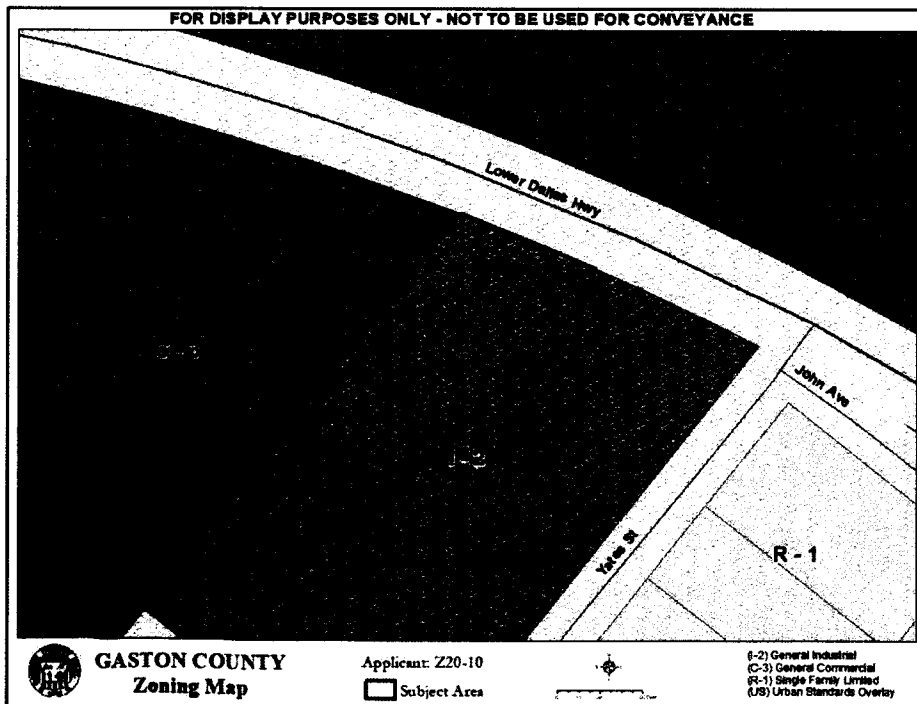 FOR DISPLAY PURPOSES ONLY - NOT TO BE USED FOR CONVEYANCE
Lower Dallas Hwy
John Ave
Yates St
R - 1
GASTON COUNTY
Zoning Map
Applicant: Z20-10
Subject Area
(I-2) General Industrial
(C-3) General Commercial
(R-1) Single Family Limited
(US) Urban Standards Overlay